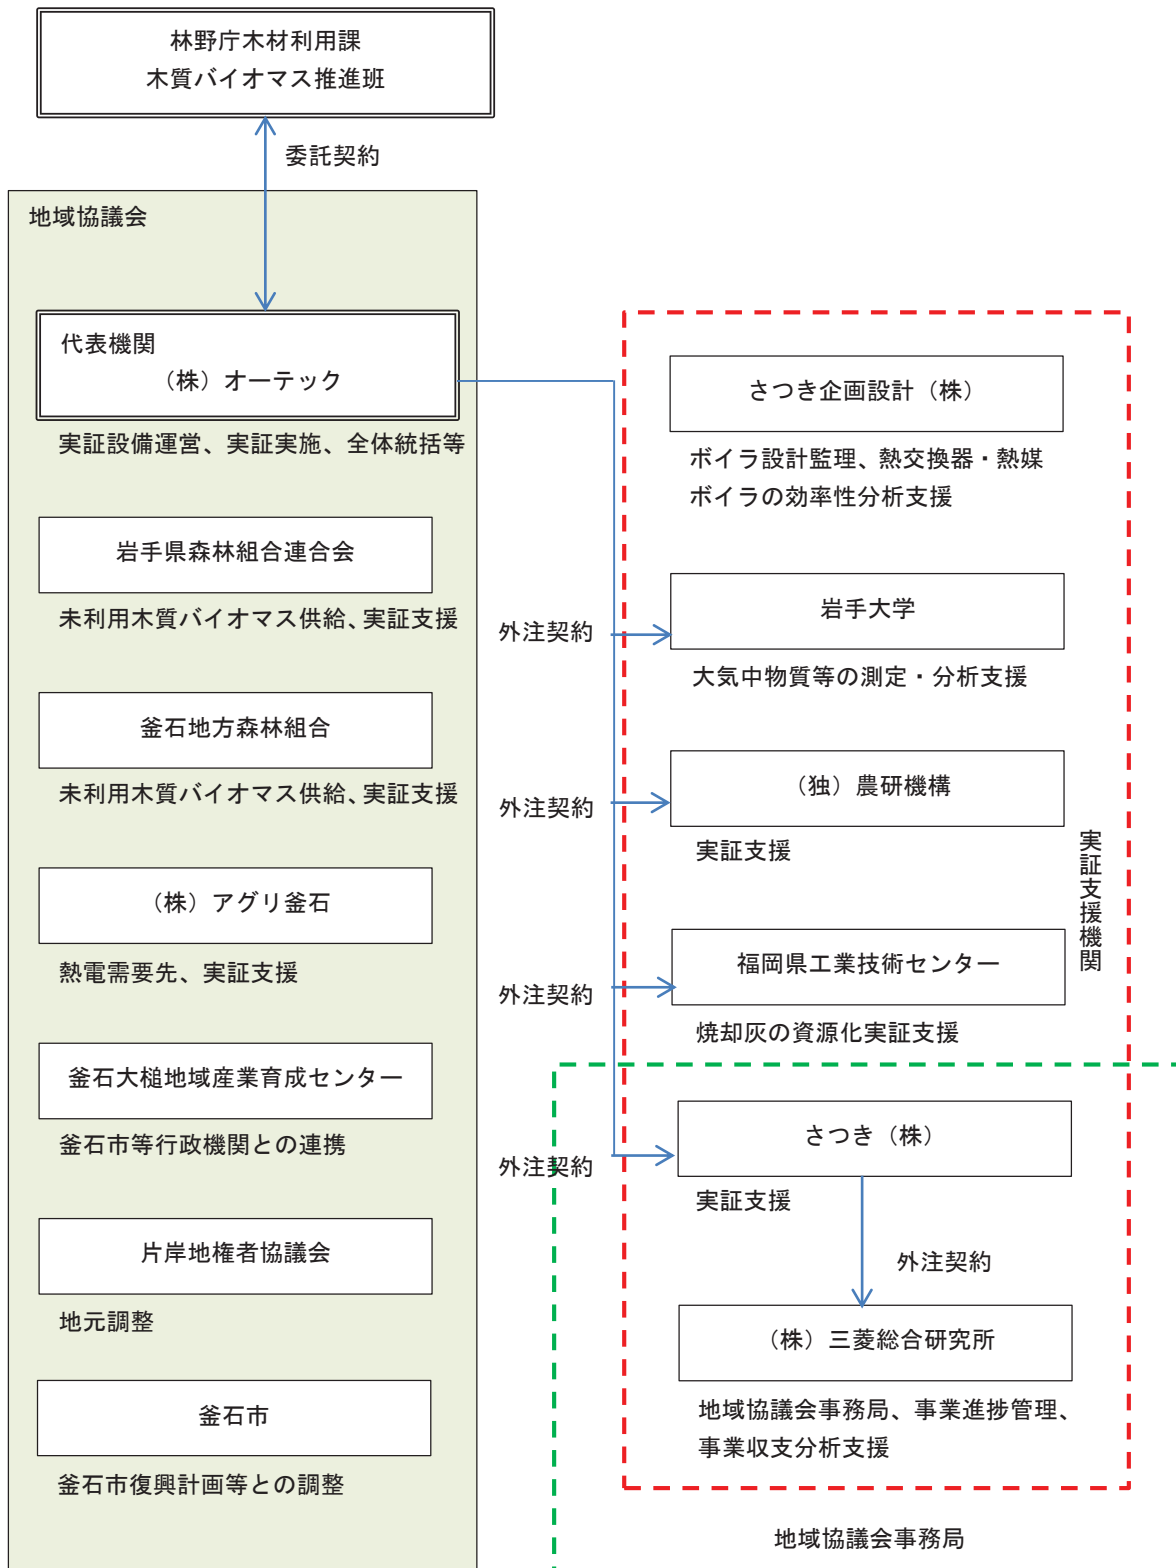 林野庁木材利用課
木質バイオマス推進班
委託契約
地域協議会
代表機関
（株）オーテック
実証設備運営、実証実施、全体統括等
岩手県森林組合連合会
未利用木質バイオマス供給、実証支援
釜石地方森林組合
未利用木質バイオマス供給、実証支援
（株）アグリ釜石
熱電需要先、実証支援
釜石大槌地域産業育成センター
釜石市等行政機関との連携
片岸地権者協議会
地元調整
釜石市
釜石市復興計画等との調整
さつき企画設計（株）
ボイラ設計監理、熱交換器・熱媒
ボイラの効率性分析支援
外注契約
岩手大学
大気中物質等の測定・分析支援
外注契約
（独）農研機構
実証支援
外注契約
福岡県工業技術センター
焼却灰の資源化実証支援
実証支援機関
外注契約
さつき（株）
実証支援
外注契約
（株）三菱総合研究所
地域協議会事務局、事業進捗管理、
事業収支分析支援
地域協議会事務局